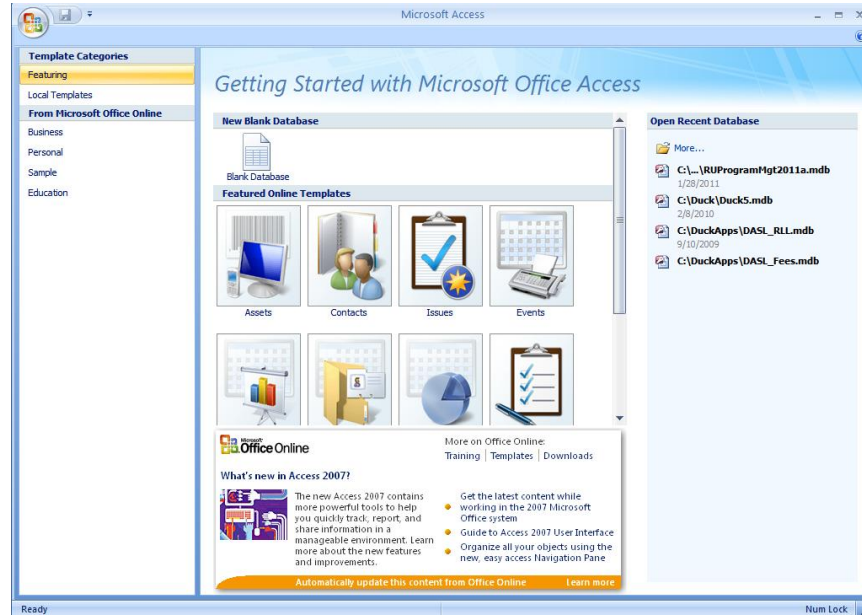 Microsoft Access
Template Categories
Featuring
Local Templates
From Microsoft Office Online
Business
Personal
Sample
Education
Getting Started with Microsoft Office Access
New Blank Database
Blank Database
Featured Online Templates
Assets
Contacts
Issues
Events
Microsoft
Office Online
More on Office Online:
Training | Templates | Downloads
What's new in Access 2007?
The new Access 2007 contains
more powerful tools to help
you quickly track, report, and
share information in a
manageable environment. Learn
more about the new features
and improvements.
Get the latest content while
working in the 2007 Microsoft
Office system
Guide to Access 2007 User Interface
Organize all your objects using the
new, easy access Navigation Pane
Automatically update this content from Office Online
Learn more
Open Recent Database
More...
C:\...\RUProgramMgt2011a.mdb
1/28/2011
C:\Duck\Duck5.mdb
2/8/2010
C:\DuckApps\DASL_RLL.mdb
9/10/2009
C:\DuckApps\DASL_Fees.mdb
Ready
Num Lock